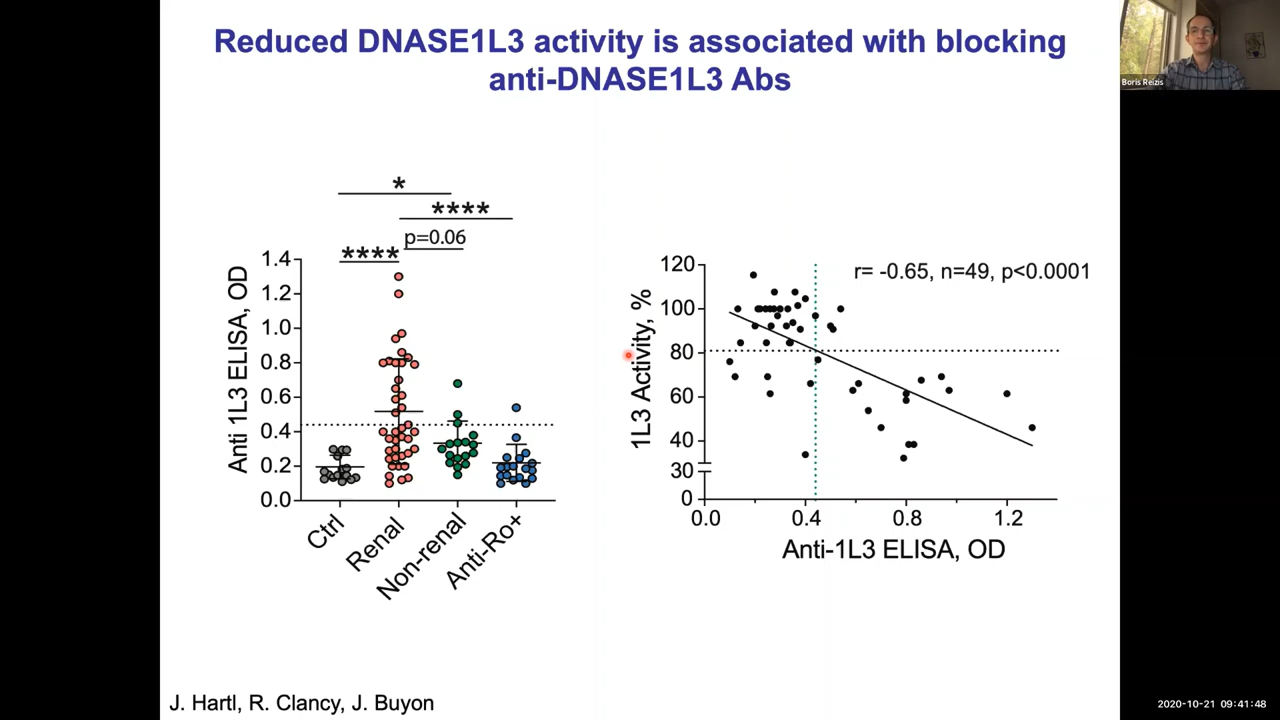 Reduced DNASE1L3 activity is associated with blocking
anti-DNASE1L3 Abs
Boris Reizis
*
****
p=0.06
****
Anti 1L3 ELISA, OD
1.4
1.2
1.0
0.8
0.6
0.4
0.2
0.0
Ctrl
Renal
Non-renal
Anti-Ro+
r= -0.65, n=49, p<0.0001
1L3 Activity, %
120
100
80
60
40
30
0
0.0 0.4 0.8 1.2
Anti-1L3 ELISA, OD
J. Hartl, R. Clancy, J. Buyon
2020-10-21 09:41:48